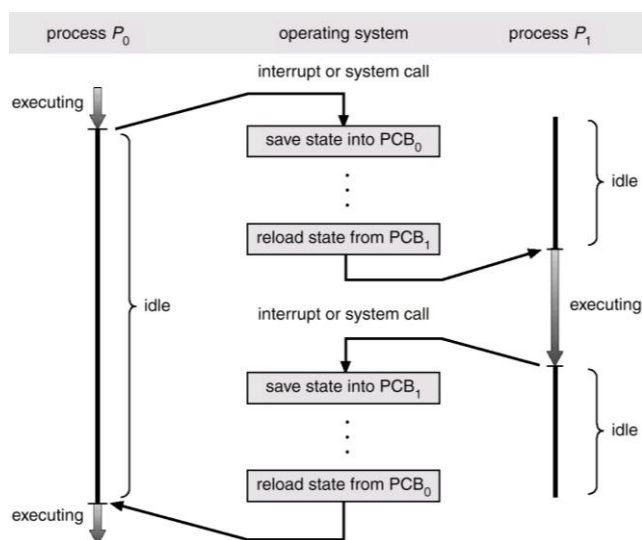 process P0 operating system process P1
interrupt or system call
executing
save state into PCB0
idle
reload state from PCB1
idle
executing
interrupt or system call
save state into PCB1
idle
reload state from PCB0
executing